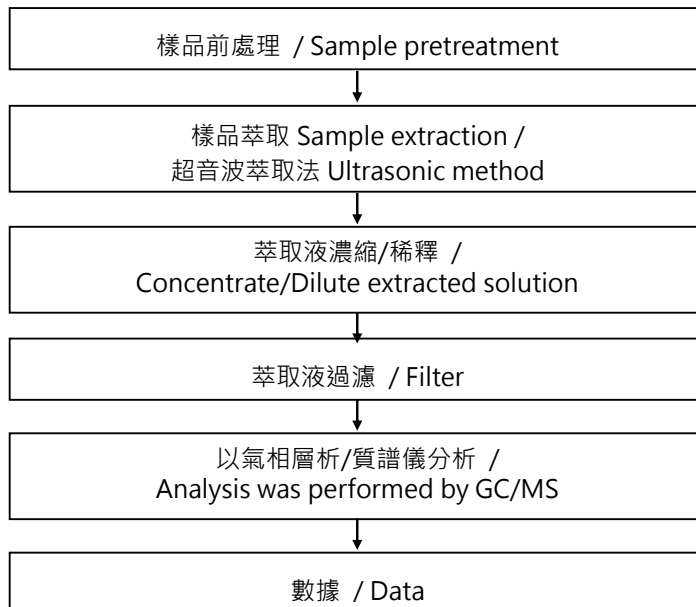 樣品前處理 / Sample pretreatment
樣品萃取 Sample extraction /
超音波萃取法 Ultrasonic method
萃取液濃縮/稀釋 /
Concentrate/Dilute extracted solution
萃取液過濾 / Filter
以氣相層析/質譜儀分析 /
Analysis was performed by GC/MS
數據 / Data